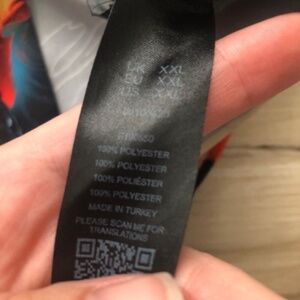 UK XXL
EU XXL
US XXL
100% POLYESTER
100% POLYESTER
100% POLIÉSTER
100% POLYESTER
MADE IN TURKEY
PLEASE SCAN ME FOR
TRANSLATIONS